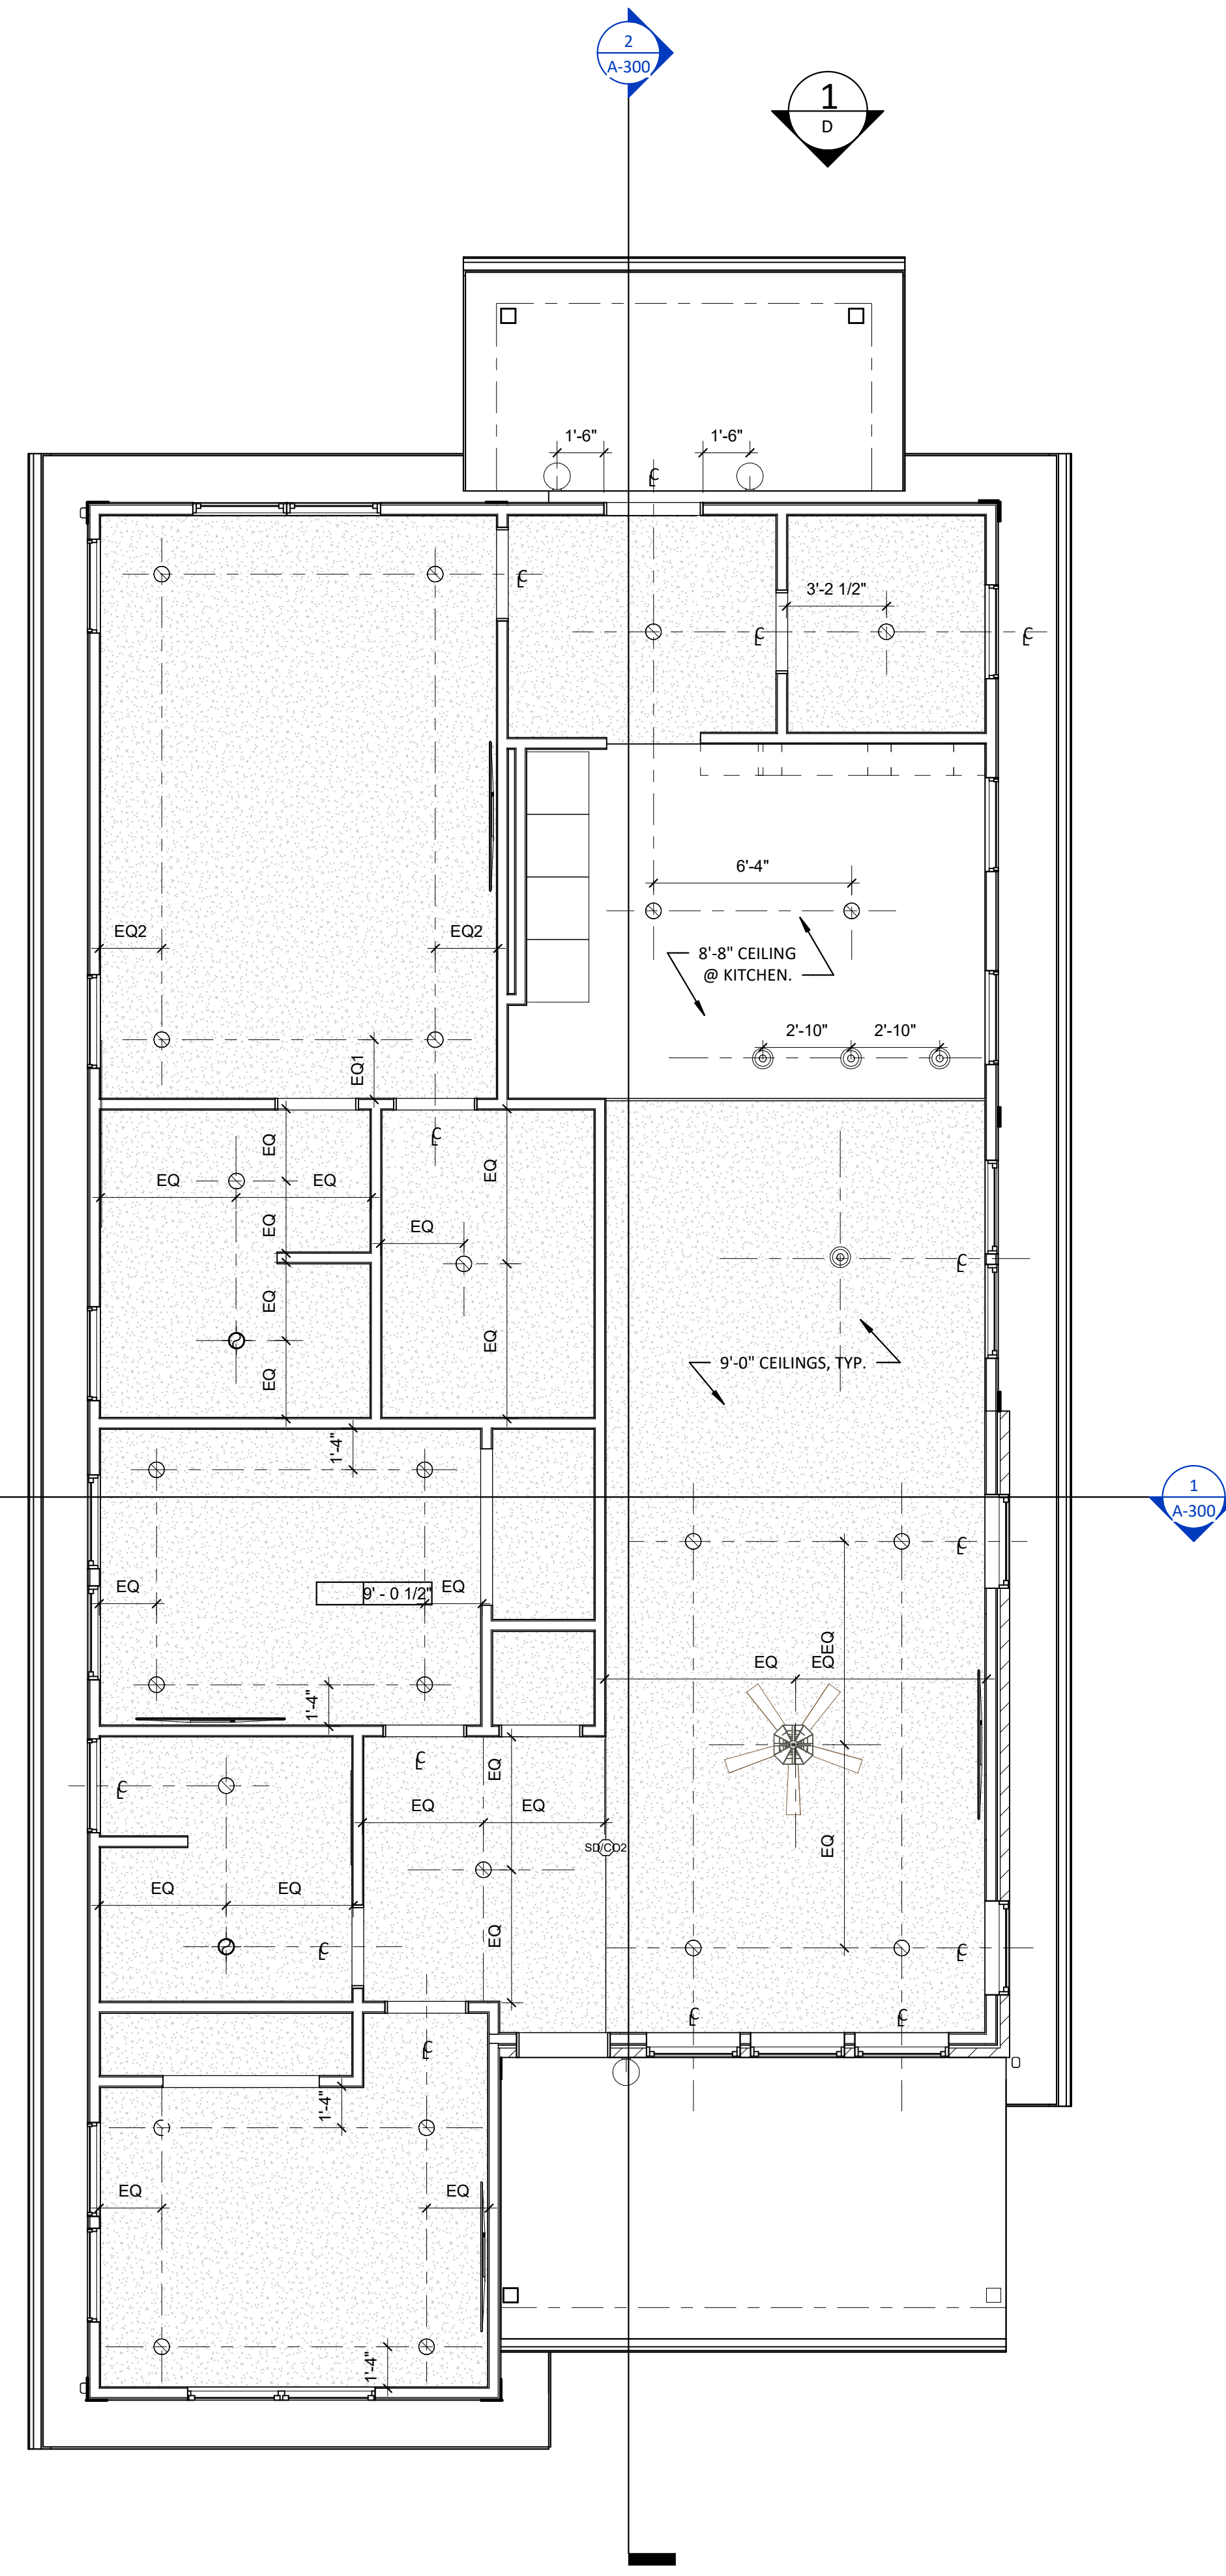 2
A-300
1
D
1'-6"
1'-6"
℄
℄
3'-2 1/2"
℄
℄
6'-4"
EQ2
EQ2
8'-8" CEILING
@ KITCHEN.
2'-10"
2'-10"
EQ1
℄
EQ
EQ
EQ
EQ
EQ
EQ
EQ
EQ
EQ
℄
9'-0" CEILINGS, TYP.
1'-4"
1
A-300
℄
EQ
9' - 0 1/2"
EQ
EQ
EQ
EQ
1'-4"
℄
℄
EQ
EQ
EQ
SD/CO2
EQ
EQ
EQ
EQ
℄
℄
℄
℄
℄
1'-4"
EQ
EQ
1'-4"